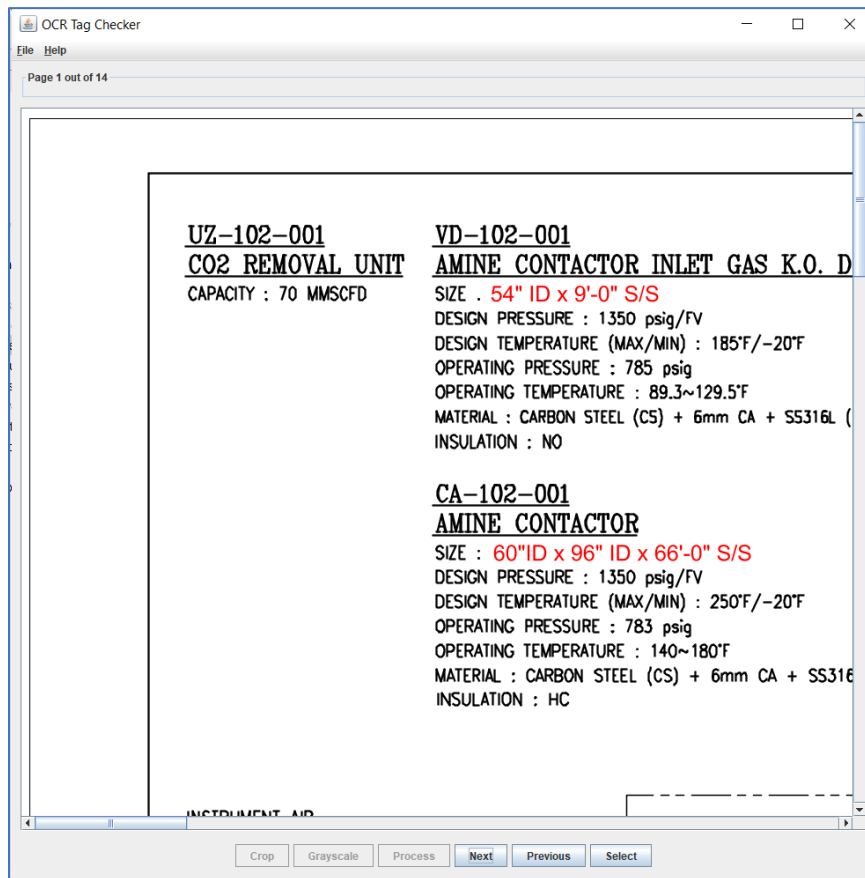 OCR Tag Checker
File Help
Page 1 out of 14
UZ-102-001
CO2 REMOVAL UNIT
CAPACITY : 70 MMSCFD
VD-102-001
AMINE CONTACTOR INLET GAS K.O. D
SIZE . 54" ID x 9'-0" S/S
DESIGN PRESSURE : 1350 psig/FV
DESIGN TEMPERATURE (MAX/MIN) : 185°F/-20°F
OPERATING PRESSURE : 785 psig
OPERATING TEMPERATURE : 89.3~129.5°F
MATERIAL : CARBON STEEL (CS) + 6mm CA + SS316L (
INSULATION : NO
CA-102-001
AMINE CONTACTOR
SIZE : 60"ID x 96" ID x 66'-0" S/S
DESIGN PRESSURE : 1350 psig/FV
DESIGN TEMPERATURE (MAX/MIN) : 250°F/-20°F
OPERATING PRESSURE : 783 psig
OPERATING TEMPERATURE : 140~180°F
MATERIAL : CARBON STEEL (CS) + 6mm CA + SS316
INSULATION : HC
INSTRUMENT AIR
Crop Grayscale Process Next Previous Select